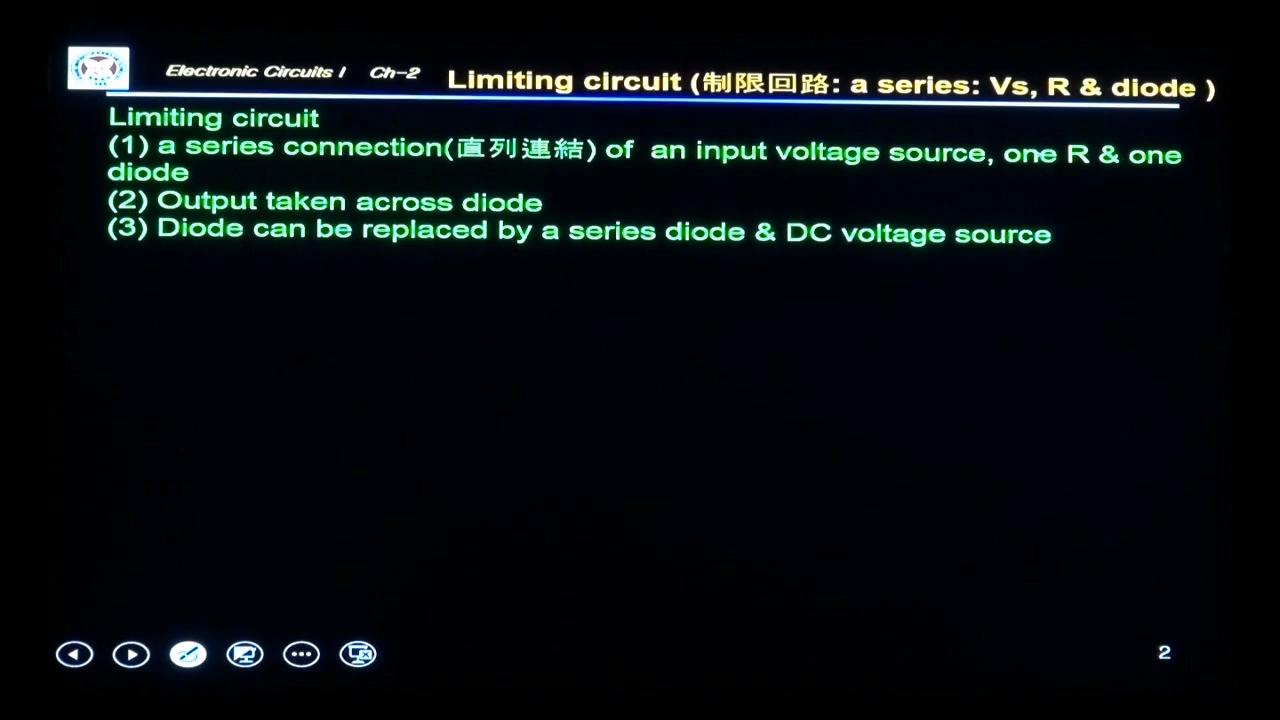 Electronic Circuits I Ch-2 Limiting circuit (制限回路: a series: Vs, R & diode )
Limiting circuit
(1) a series connection(直列連結) of an input voltage source, one R & one
diode
(2) Output taken across diode
(3) Diode can be replaced by a series diode & DC voltage source
2